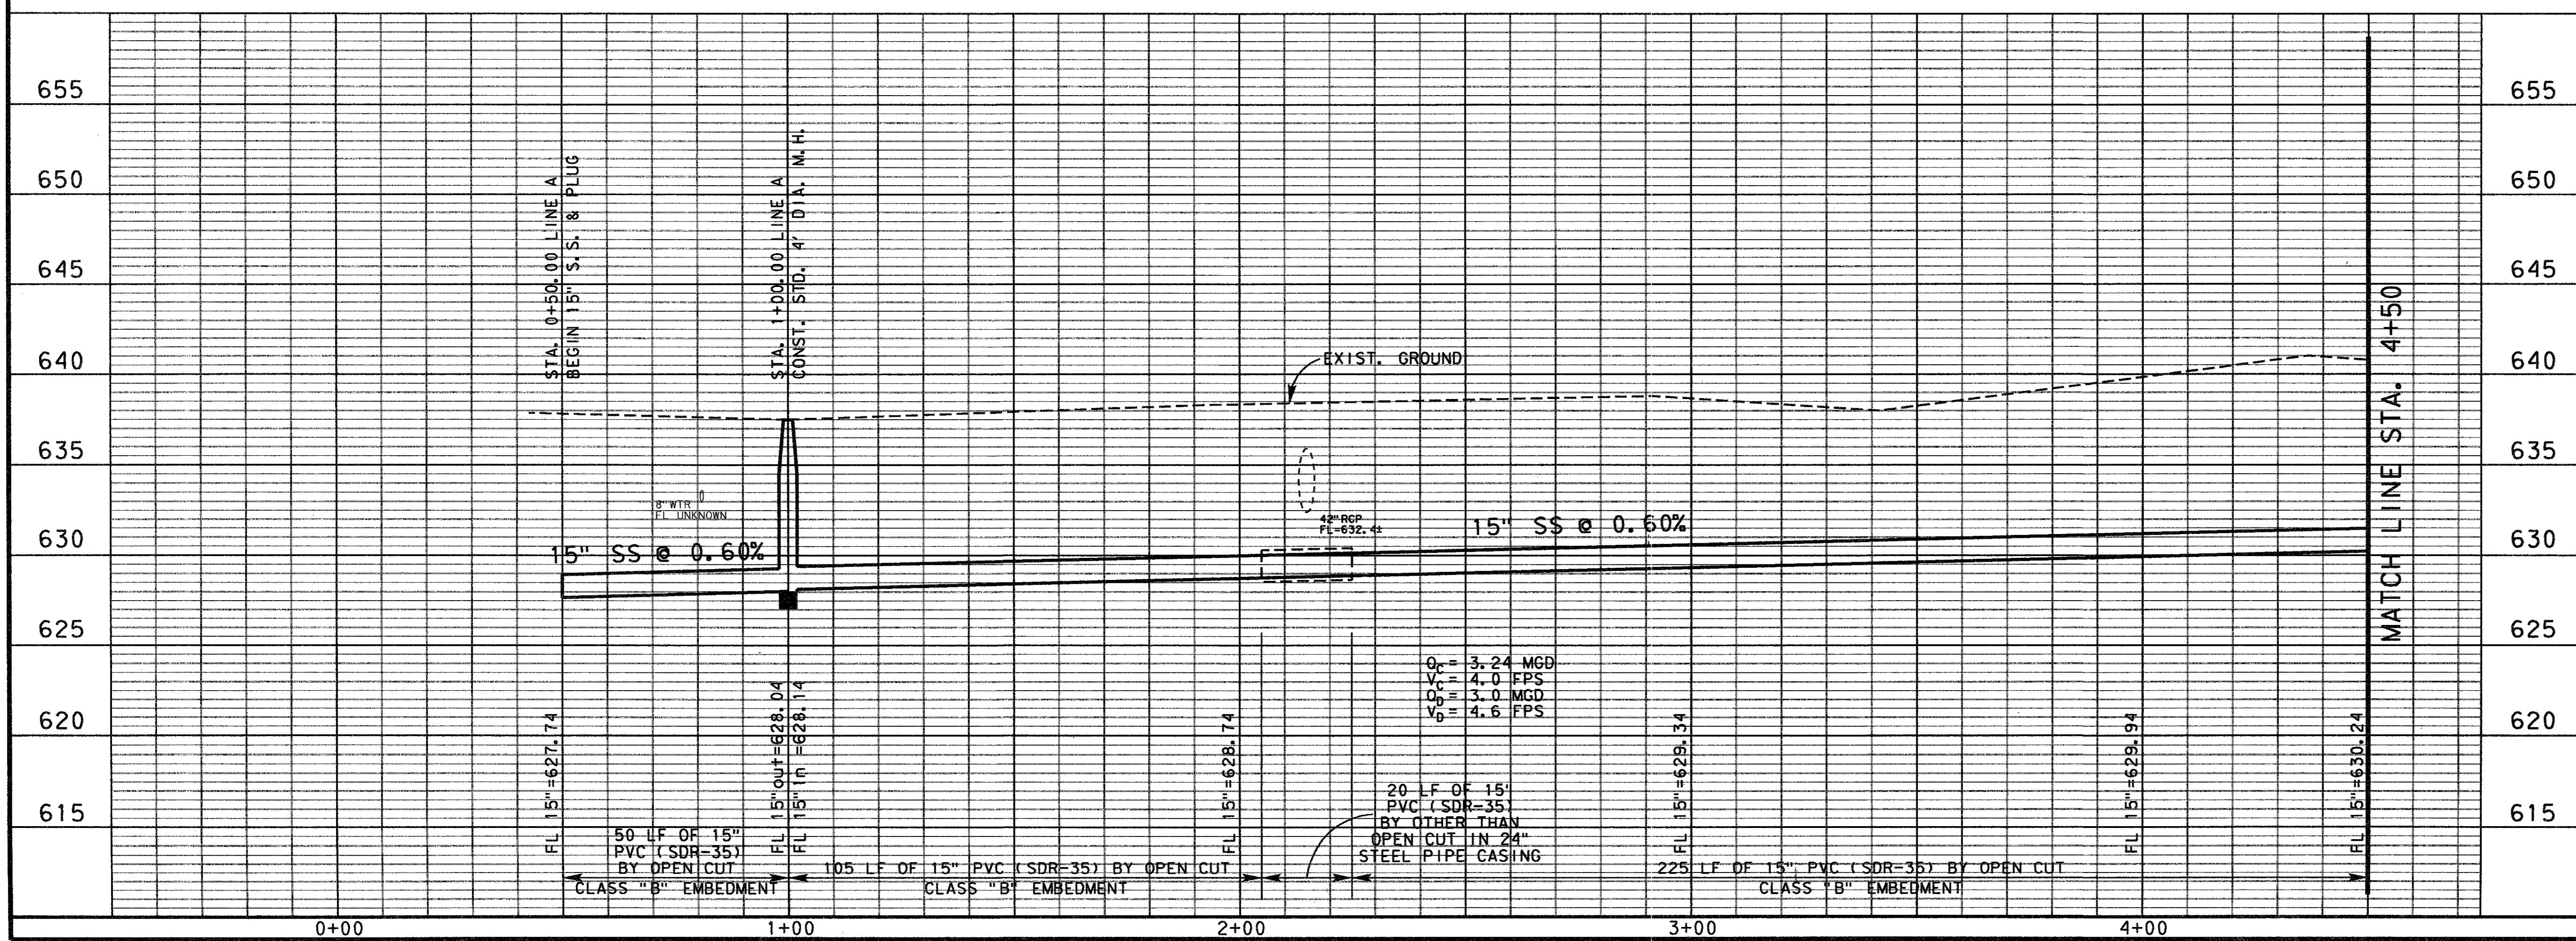 655
650
645
640
635
630
625
620
615
655
650
645
640
635
630
625
620
615
STA. 0+50.00 LINE A
BEGIN 15" S.S. & PLUG
STA. 1+00.00 LINE A
CONST. STD. 4' DIA. M.H.
EXIST. GROUND
8" WTR
FL UNKNOWN
42" RCP
FL-632.4±
15" SS @ 0.60%
15" SS @ 0.60%
MATCH LINE STA. 4+50
QC = 3.24 MGD
VC = 4.0 FPS
QD = 3.0 MGD
VD = 4.6 FPS
FL 15"=627.74
FL 15"out=628.04
FL 15"in =628.14
FL 15"=628.74
FL 15"=629.34
FL 15"=629.94
FL 15"=630.24
50 LF OF 15"
PVC (SDR-35)
BY OPEN CUT
CLASS "B" EMBEDMENT
105 LF OF 15" PVC (SDR-35) BY OPEN CUT
CLASS "B" EMBEDMENT
20 LF OF 15'
PVC (SDR-35)
BY OTHER THAN
OPEN CUT IN 24"
STEEL PIPE CASING
225 LF OF 15" PVC (SDR-35) BY OPEN CUT
CLASS "B" EMBEDMENT
0+00
1+00
2+00
3+00
4+00